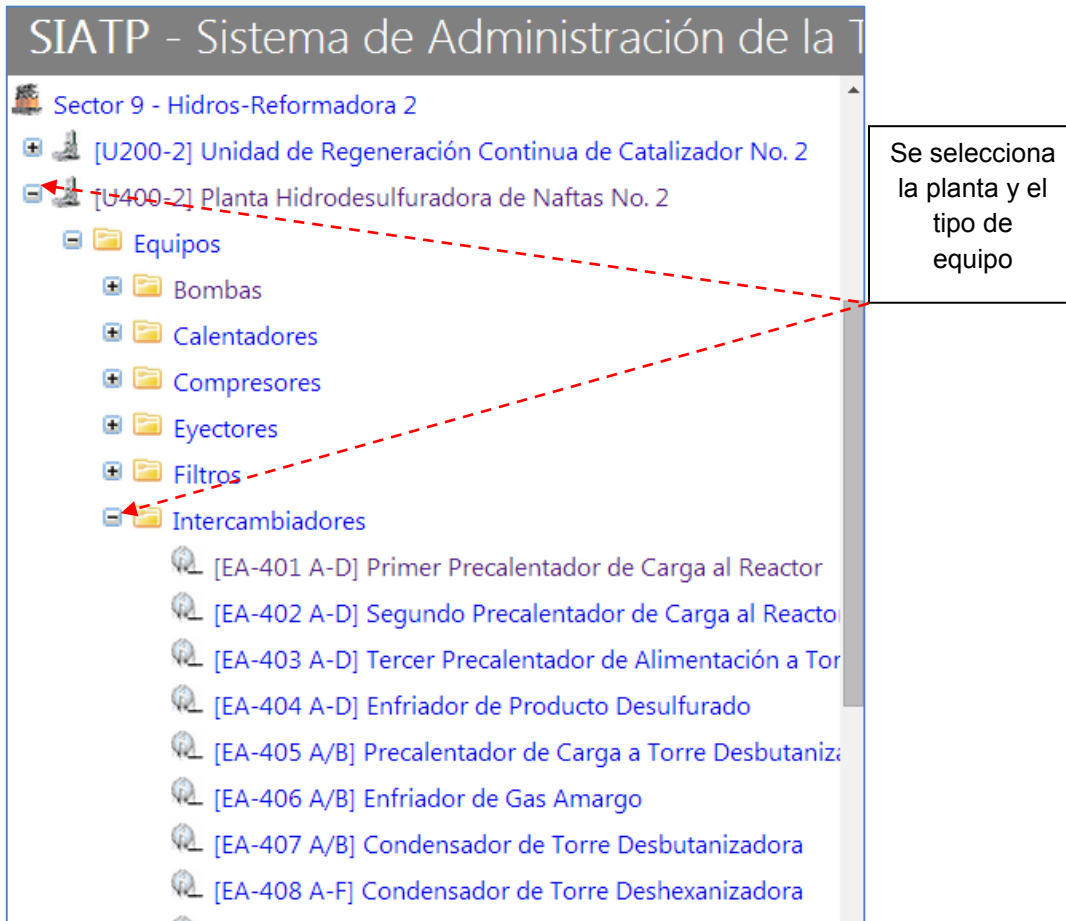 SIATP - Sistema de Administración de la
Sector 9 - Hidros-Reformadora 2
[U200-2] Unidad de Regeneración Continua de Catalizador No. 2
[U400-2] Planta Hidrodesulfuradora de Naftas No. 2
Equipos
Bombas
Calentadores
Compresores
Eyectores
Filtros
Intercambiadores
[EA-401 A-D] Primer Precalentador de Carga al Reactor
[EA-402 A-D] Segundo Precalentador de Carga al Reactor
[EA-403 A-D] Tercer Precalentador de Alimentación a Tor
[EA-404 A-D] Enfriador de Producto Desulfurado
[EA-405 A/B] Precalentador de Carga a Torre Desbutaniza
[EA-406 A/B] Enfriador de Gas Amargo
[EA-407 A/B] Condensador de Torre Desbutanizadora
[EA-408 A-F] Condensador de Torre Deshexanizadora
Se selecciona
la planta y el
tipo de
equipo